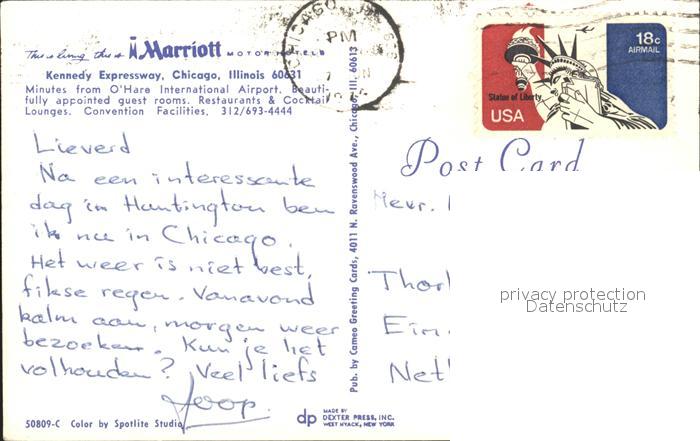 This is living, this is Marriott MOTOR HOTELS
Kennedy Expressway, Chicago, Illinois 60631
Minutes from O'Hare International Airport. Beauti-
fully appointed guest rooms. Restaurants & Cocktail
Lounges. Convention Facilities, 312/693-4444
CHICAGO
PM
18c
AIRMAIL
Statue of Liberty
USA
Post Card
Lieverd
Na een interessante
dag in Huntington ben
ik nu in Chicago.
Het weer is niet best,
fikse regen. Vanavond
kalm aan, morgen weer
bezoeken. Kun je het
volhouden? Veel liefs
Joop.
Pub. by Cameo Greeting Cards, 4011 N. Ravenswood Ave., Chicago, Ill. 60613
Mevr.
Thor
Ein
Net
privacy protection
Datenschutz
50809-C Color by Spotlite Studio
dp MADE BY
DEXTER PRESS, INC.
WEST NYACK, NEW YORK